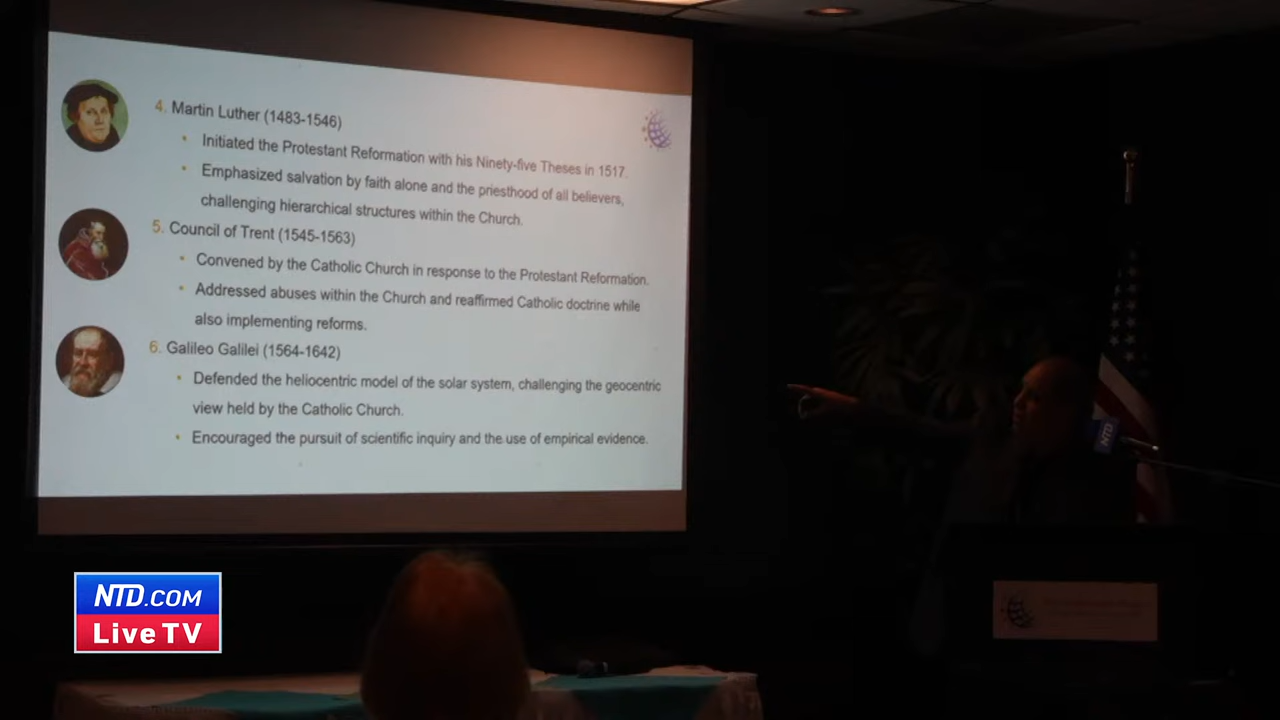 4. Martin Luther (1483-1546)
• Initiated the Protestant Reformation with his Ninety-five Theses in 1517.
• Emphasized salvation by faith alone and the priesthood of all believers,
challenging hierarchical structures within the Church.
5. Council of Trent (1545-1563)
• Convened by the Catholic Church in response to the Protestant Reformation.
• Addressed abuses within the Church and reaffirmed Catholic doctrine while
also implementing reforms.
6. Galileo Galilei (1564-1642)
• Defended the heliocentric model of the solar system, challenging the geocentric
view held by the Catholic Church.
• Encouraged the pursuit of scientific inquiry and the use of empirical evidence.
NTD
NTD.COM
Live TV